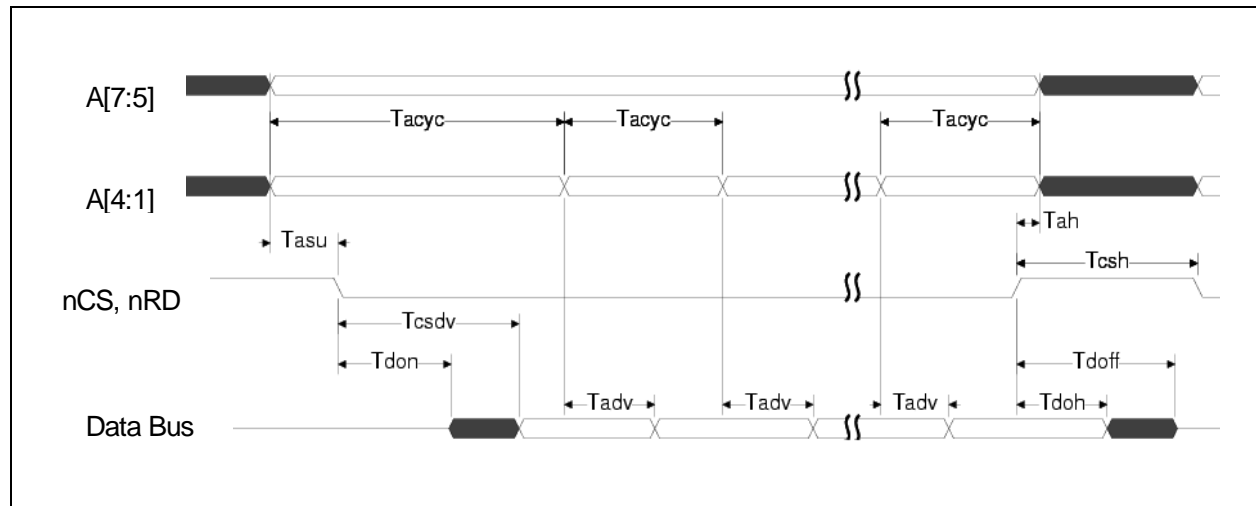 A[7:5]
Tacyc Tacyc Tacyc
A[4:1]
Tah
Tasu
Tcsh
nCS, nRD
Tcsdv
Tdon Tdoff
Tadv Tadv Tadv Tdoh
Data Bus